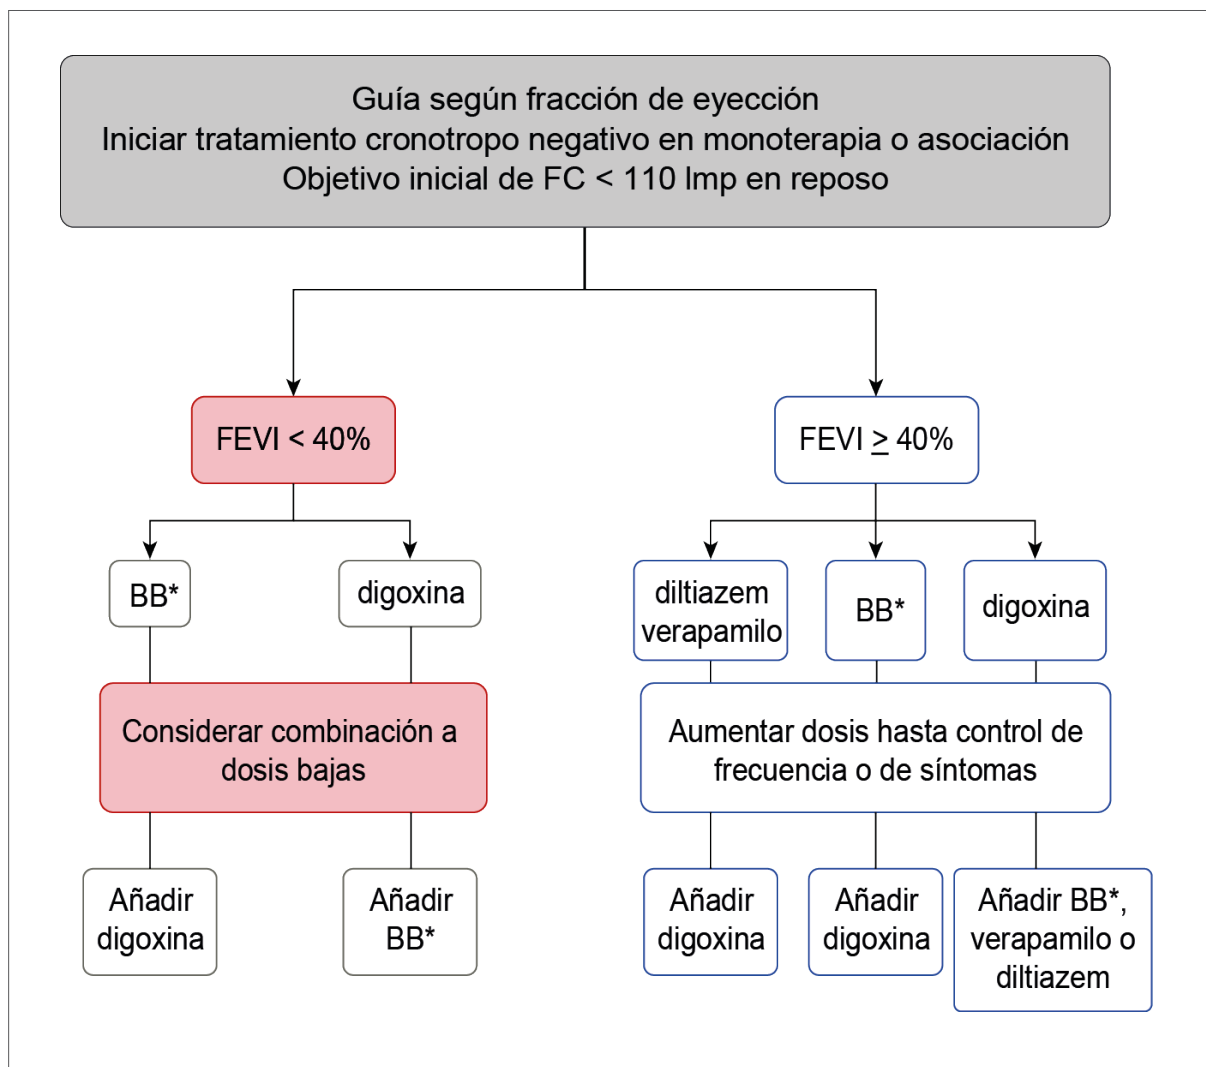 Guía según fracción de eyección
Iniciar tratamiento cronotropo negativo en monoterapia o asociación
Objetivo inicial de FC < 110 lmp en reposo
FEVI < 40%
FEVI ≥ 40%
BB*
digoxina
diltiazem
verapamilo
BB*
digoxina
Considerar combinación a
dosis bajas
Aumentar dosis hasta control de
frecuencia o de síntomas
Añadir
digoxina
Añadir
BB*
Añadir
digoxina
Añadir
digoxina
Añadir BB*,
verapamilo o
diltiazem